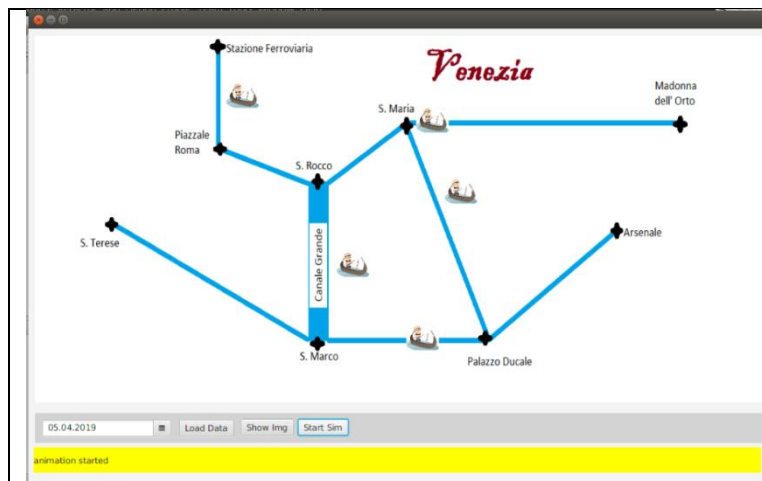 Stazione Ferroviaria
Venezia
Madonna
dell' Orto
S. Maria
Piazzale
Roma
S. Rocco
S. Terese
Canale Grande
Arsenale
S. Marco
Palazzo Ducale
05.04.2019
Load Data
Show Img
Start Sim
animation started